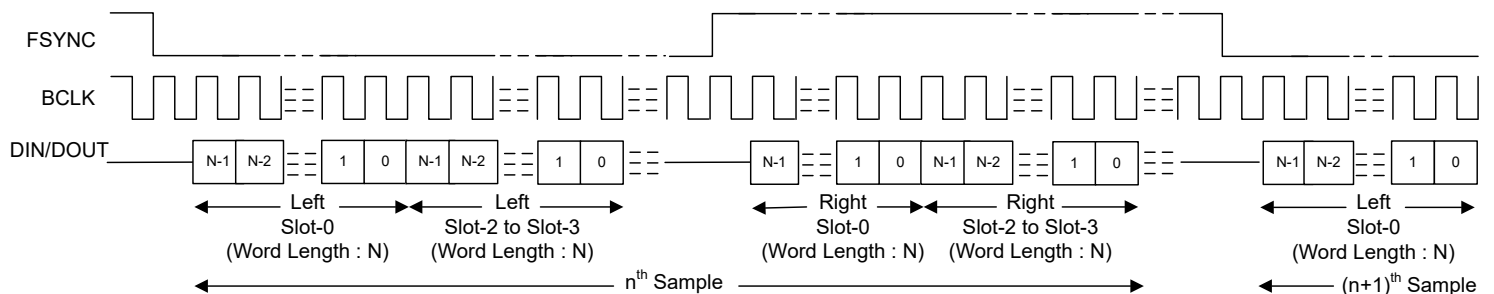 FSYNC
BCLK
DIN/DOUT
N-1 N-2 1 0 N-1 N-2 1 0 N-1 1 0 N-1 N-2 1 0 N-1 N-2 1 0
Left Left Right Right Left
Slot-0 Slot-2 to Slot-3 Slot-0 Slot-2 to Slot-3 Slot-0
(Word Length : N) (Word Length : N) (Word Length : N) (Word Length : N) (Word Length : N)
nth Sample (n+1)th Sample